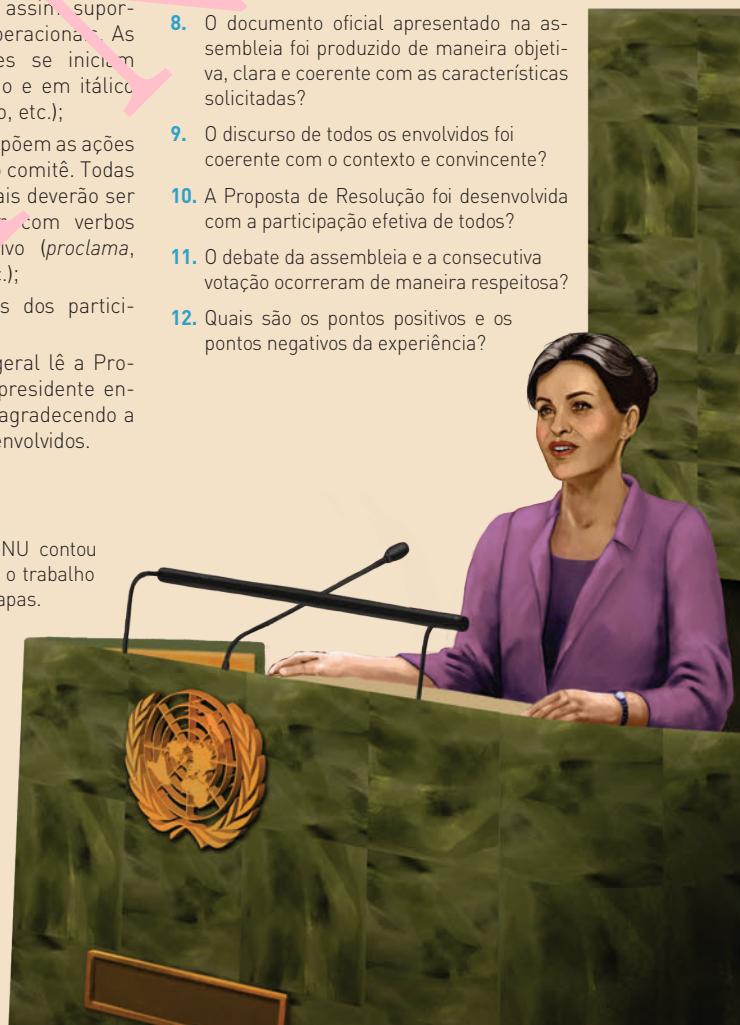 assim, supor-
peracionais. As
es se iniciam
o e em itálico
o, etc.);
põem as ações
o comitê. Todas
ais deverão ser
com verbos
ivo (proclama,
c.);
s dos partici-
geral lê a Pro-
presidente en-
agradecendo a
envolvidos.
NU contou
o trabalho
apas.
8. O documento oficial apresentado na as-
sembleia foi produzido de maneira objeti-
va, clara e coerente com as características
solicitadas?
9. O discurso de todos os envolvidos foi
coerente com o contexto e convincente?
10. A Proposta de Resolução foi desenvolvida
com a participação efetiva de todos?
11. O debate da assembleia e a consecutiva
votação ocorreram de maneira respeitosa?
12. Quais são os pontos positivos e os
pontos negativos da experiência?